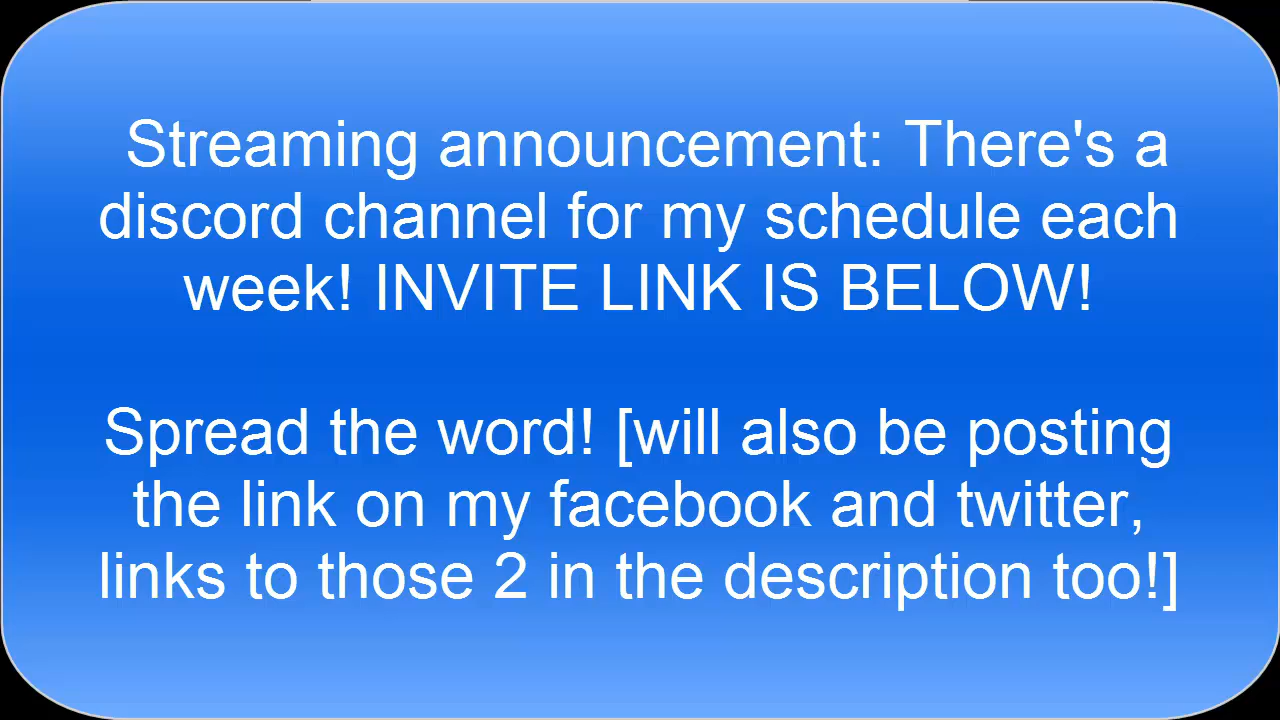 Streaming announcement: There's a
discord channel for my schedule each
week! INVITE LINK IS BELOW!
Spread the word! [will also be posting
the link on my facebook and twitter,
links to those 2 in the description too!]